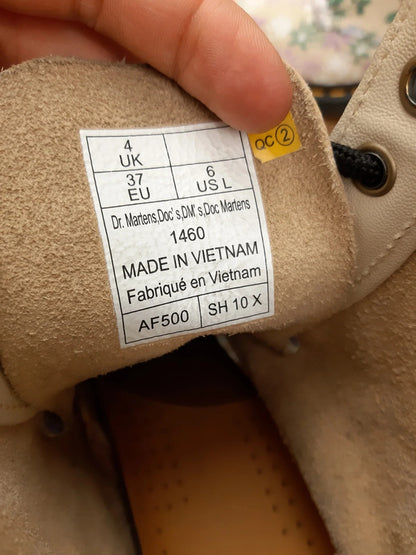 QC ②
4
UK
37
EU
6
US L
Dr. Martens,Doc's,DM's,Doc Martens
1460
MADE IN VIETNAM
Fabriqué en Vietnam
AF500
SH 10 X